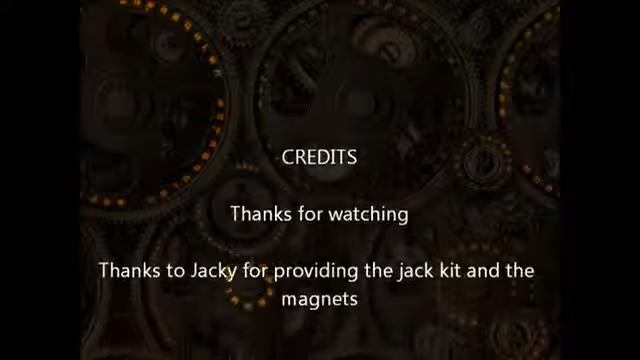 CREDITS
Thanks for watching
Thanks to Jacky for providing the jack kit and the
magnets